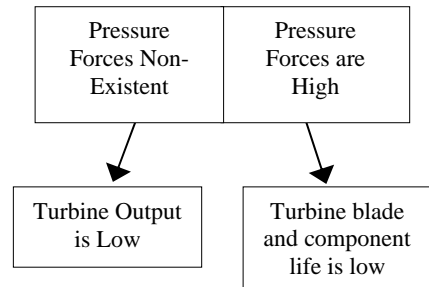 Pressure
Forces Non-
Existent
Pressure
Forces are
High
Turbine Output
is Low
Turbine blade
and component
life is low